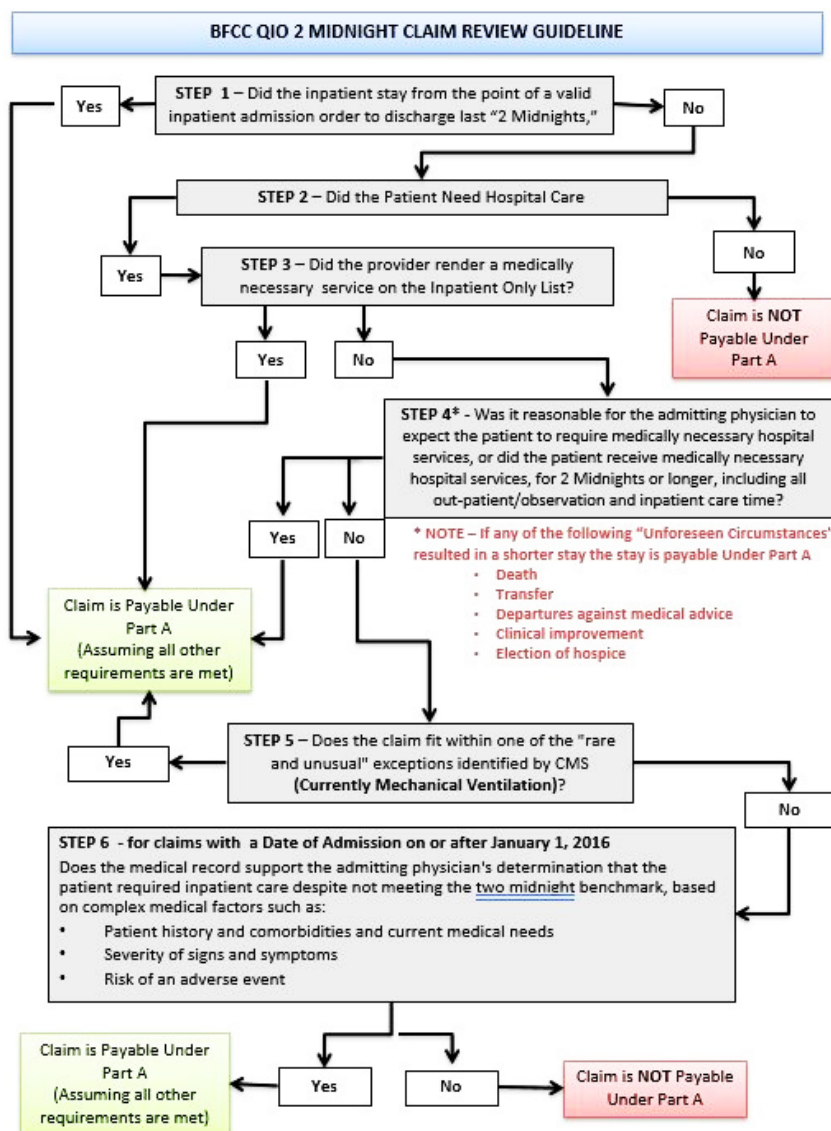 BFCC QIO 2 MIDNIGHT CLAIM REVIEW GUIDELINE
STEP 1 – Did the inpatient stay from the point of a valid
inpatient admission order to discharge last “2 Midnights,”
Yes
No
STEP 2 – Did the Patient Need Hospital Care
Yes
No
STEP 3 – Did the provider render a medically
necessary service on the Inpatient Only List?
Claim is NOT
Payable Under
Part A
Yes
No
STEP 4* - Was it reasonable for the admitting physician to
expect the patient to require medically necessary hospital
services, or did the patient receive medically necessary
hospital services, for 2 Midnights or longer, including all
out-patient/observation and inpatient care time?
Yes
No
* NOTE – If any of the following “Unforeseen Circumstances”
resulted in a shorter stay the stay is payable Under Part A
• Death
• Transfer
• Departures against medical advice
• Clinical improvement
• Election of hospice
Claim is Payable Under
Part A
(Assuming all other
requirements are met)
STEP 5 – Does the claim fit within one of the "rare
and unusual" exceptions identified by CMS
(Currently Mechanical Ventilation)?
Yes
No
STEP 6 - for claims with a Date of Admission on or after January 1, 2016
Does the medical record support the admitting physician's determination that the
patient required inpatient care despite not meeting the two midnight benchmark, based
on complex medical factors such as:
• Patient history and comorbidities and current medical needs
• Severity of signs and symptoms
• Risk of an adverse event
Claim is Payable Under
Part A
(Assuming all other
requirements are met)
Yes
No
Claim is NOT Payable
Under Part A